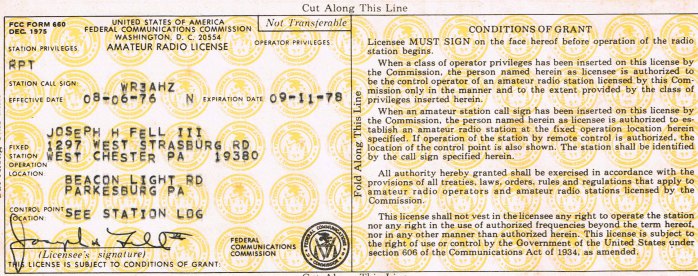 Cut Along This Line
FCC FORM 660
DEC. 1975
UNITED STATES OF AMERICA
FEDERAL COMMUNICATIONS COMMISSION
WASHINGTON, D. C. 20554
AMATEUR RADIO LICENSE
Not Transferable
STATION PRIVILEGES
OPERATOR PRIVILEGES
RPT
STATION CALL SIGN:
WR3AHZ
EFFECTIVE DATE
08-06-76 N
EXPIRATION DATE
09-11-78
JOSEPH H FELL III
FIXED
STATION
OPERATION
LOCATION
1297 WEST STRASBURG RD
WEST CHESTER PA 19380
BEACON LIGHT RD
PARKESBURG PA
CONTROL POINT
LOCATION:
SEE STATION LOG
Joseph H Fell III
(Licensee's signature)
THIS LICENSE IS SUBJECT TO CONDITIONS OF GRANT:
FEDERAL
COMMUNICATIONS
COMMISSION
Fold Along This Line
CONDITIONS OF GRANT
Licensee MUST SIGN on the face hereof before operation of the radio
station begins.
When a class of operator privileges has been inserted on this license by
the Commission, the person named herein as licensee is authorized to
be the control operator of an amateur radio station licensed by this Com-
mission only in the manner and to the extent provided by the class of
privileges inserted herein.
When an amateur station call sign has been inserted on this license by
the Commission, the person named herein as licensee is authorized to es-
tablish an amateur radio station at the fixed operation location herein
specified. If operation of the station by remote control is authorized, the
location of the control point is also shown. The station shall be identified
by the call sign specified herein.
All authority hereby granted shall be exercised in accordance with the
provisions of all treaties, laws, orders, rules and regulations that apply to
amateur radio operators and amateur radio stations licensed by the
Commission.
This license shall not vest in the licensee any right to operate the station
nor any right in the use of authorized frequencies beyond the term hereof,
nor in any other manner than authorized herein. This license is subject to
the right of use or control by the Government of the United States under
section 606 of the Communications Act of 1934, as amended.